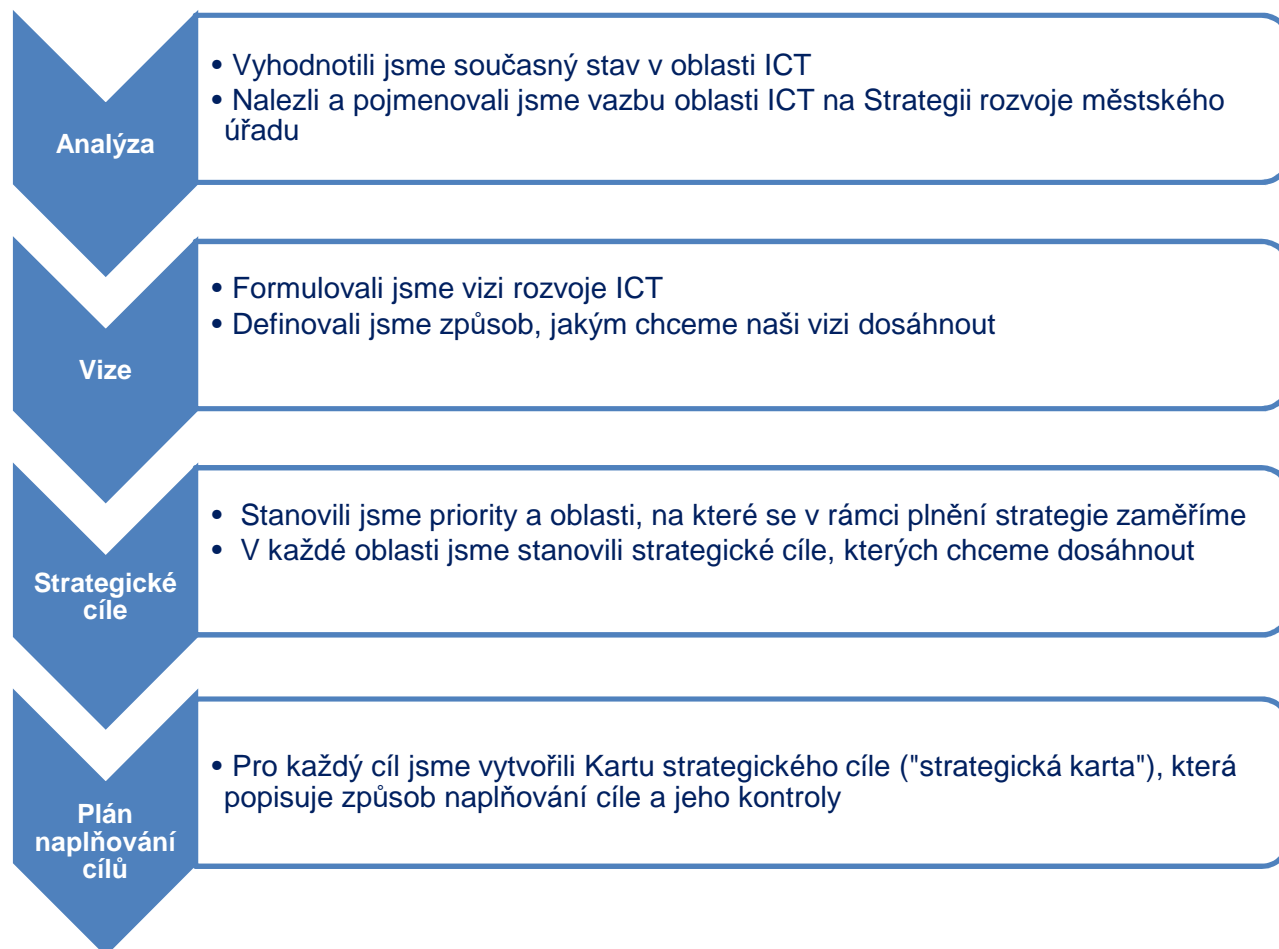 Analýza
• Vyhodnotili jsme současný stav v oblasti ICT
• Nalezli a pojmenovali jsme vazbu oblasti ICT na Strategii rozvoje městského
úřadu
Vize
• Formulovali jsme vizi rozvoje ICT
• Definovali jsme způsob, jakým chceme naši vizi dosáhnout
Strategické
cíle
• Stanovili jsme priority a oblasti, na které se v rámci plnění strategie zaměříme
• V každé oblasti jsme stanovili strategické cíle, kterých chceme dosáhnout
Plán
naplňování
cílů
• Pro každý cíl jsme vytvořili Kartu strategického cíle ("strategická karta"), která
popisuje způsob naplňování cíle a jeho kontroly